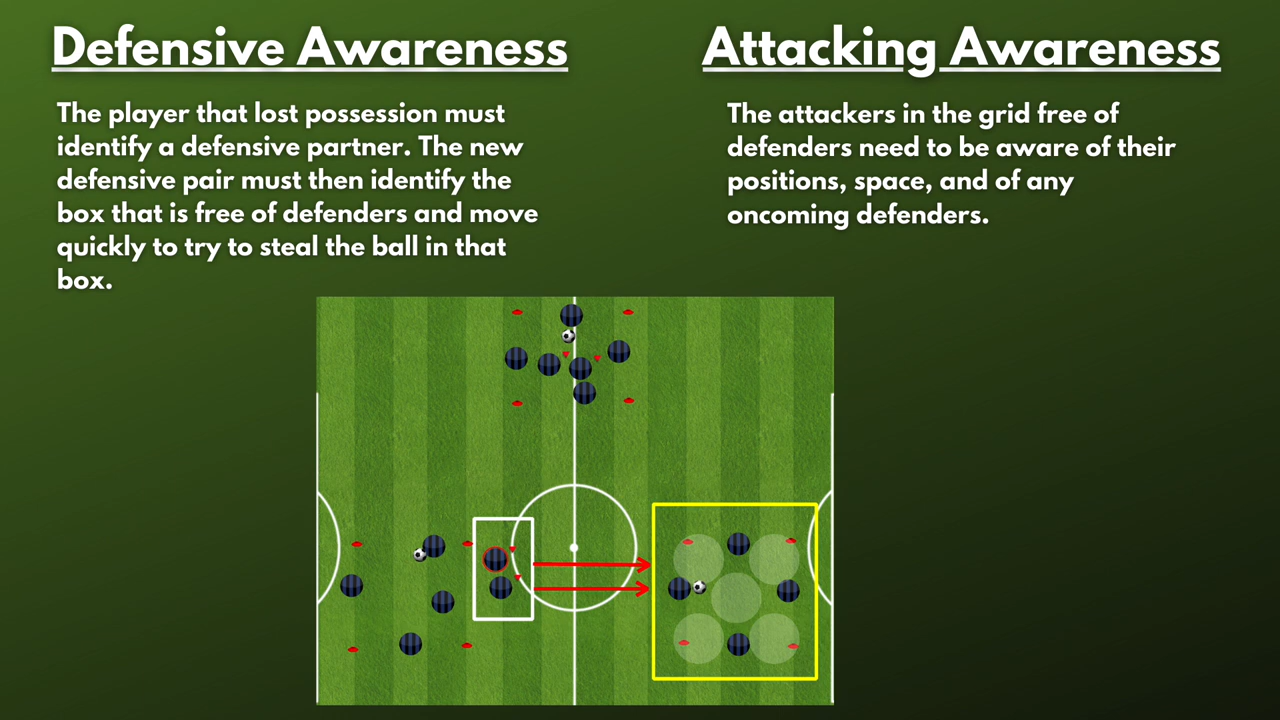 Defensive Awareness
The player that lost possession must
identify a defensive partner. The new
defensive pair must then identify the
box that is free of defenders and move
quickly to try to steal the ball in that
box.
Attacking Awareness
The attackers in the grid free of
defenders need to be aware of their
positions, space, and of any
oncoming defenders.